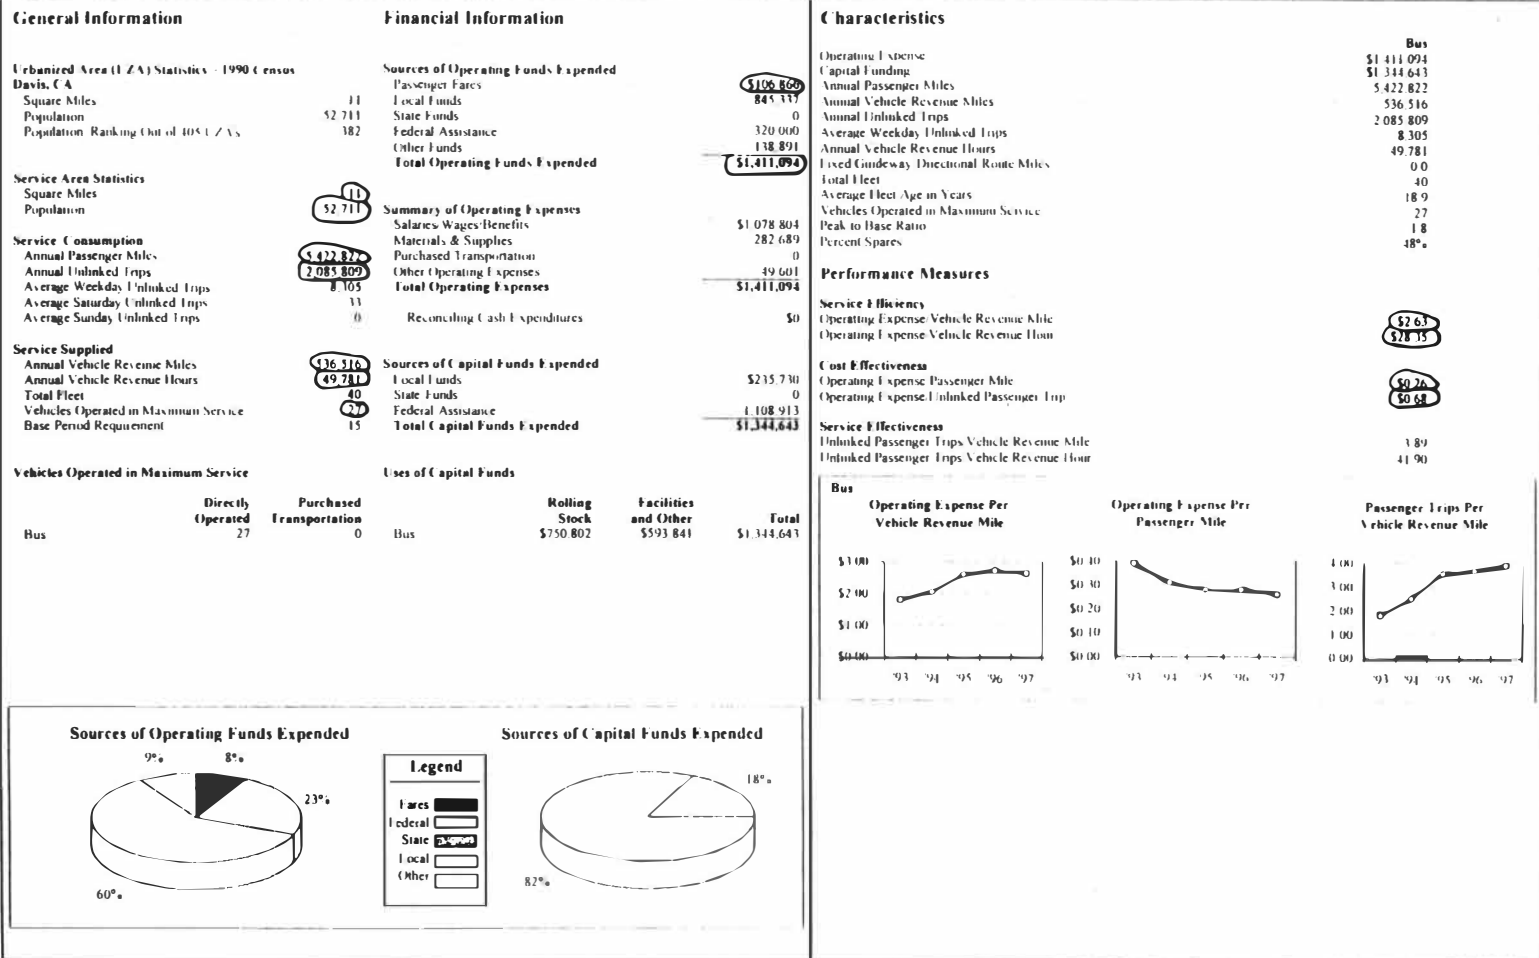 General Information
Urbanized Area (UZA) Statistics - 1990 Census
Davis, CA
Square Miles 11
Population 52,711
Population Ranking Out of 405 UZAs 382
Service Area Statistics
Square Miles 11
Population 52,711
Service Consumption
Annual Passenger Miles 5,422,822
Annual Unlinked Trips 2,085,809
Average Weekday Unlinked Trips 8,305
Average Saturday Unlinked Trips 33
Average Sunday Unlinked Trips 0
Service Supplied
Annual Vehicle Revenue Miles 536,516
Annual Vehicle Revenue Hours 49,781
Total Fleet 40
Vehicles Operated in Maximum Service 27
Base Period Requirement 15
Vehicles Operated in Maximum Service
Directly Purchased
Operated Transportation
Bus 27 0
Financial Information
Sources of Operating Funds Expended
Passenger Fares $106,866
Local Funds 845,337
State Funds 0
Federal Assistance 320,000
Other Funds 138,891
Total Operating Funds Expended $1,411,094
Summary of Operating Expenses
Salaries/Wages/Benefits $1,078,804
Materials & Supplies 282,689
Purchased Transportation 0
Other Operating Expenses 49,601
Total Operating Expenses $1,411,094
Reconciling Cash Expenditures $0
Sources of Capital Funds Expended
Local Funds $235,730
State Funds 0
Federal Assistance 1,108,913
Total Capital Funds Expended $1,344,643
Uses of Capital Funds
Rolling Facilities
Stock and Other Total
Bus $750,802 $593,841 $1,344,643
Sources of Operating Funds Expended
9% 8%
23%
60%
Legend
Fares
Federal
State
Local
Other
Sources of Capital Funds Expended
18%
82%
Characteristics
Bus
Operating Expense $1,411,094
Capital Funding $1,344,643
Annual Passenger Miles 5,422,822
Annual Vehicle Revenue Miles 536,516
Annual Unlinked Trips 2,085,809
Average Weekday Unlinked Trips 8,305
Annual Vehicle Revenue Hours 49,781
Fixed Guideway Directional Route Miles 0.0
Total Fleet 40
Average Fleet Age in Years 18.9
Vehicles Operated in Maximum Service 27
Peak to Base Ratio 1.8
Percent Spares 48%
Performance Measures
Service Efficiency
Operating Expense/Vehicle Revenue Mile $2.63
Operating Expense/Vehicle Revenue Hour $28.35
Cost Effectiveness
Operating Expense/Passenger Mile $0.26
Operating Expense/Unlinked Passenger Trip $0.68
Service Effectiveness
Unlinked Passenger Trips/Vehicle Revenue Mile 3.89
Unlinked Passenger Trips/Vehicle Revenue Hour 41.90
Bus
Operating Expense Per
Vehicle Revenue Mile
$3.00
$2.00
$1.00
$0.00
'93 '94 '95 '96 '97
Operating Expense Per
Passenger Mile
$0.40
$0.30
$0.20
$0.10
$0.00
'93 '94 '95 '96 '97
Passenger Trips Per
Vehicle Revenue Mile
4.00
3.00
2.00
1.00
0.00
'93 '94 '95 '96 '97